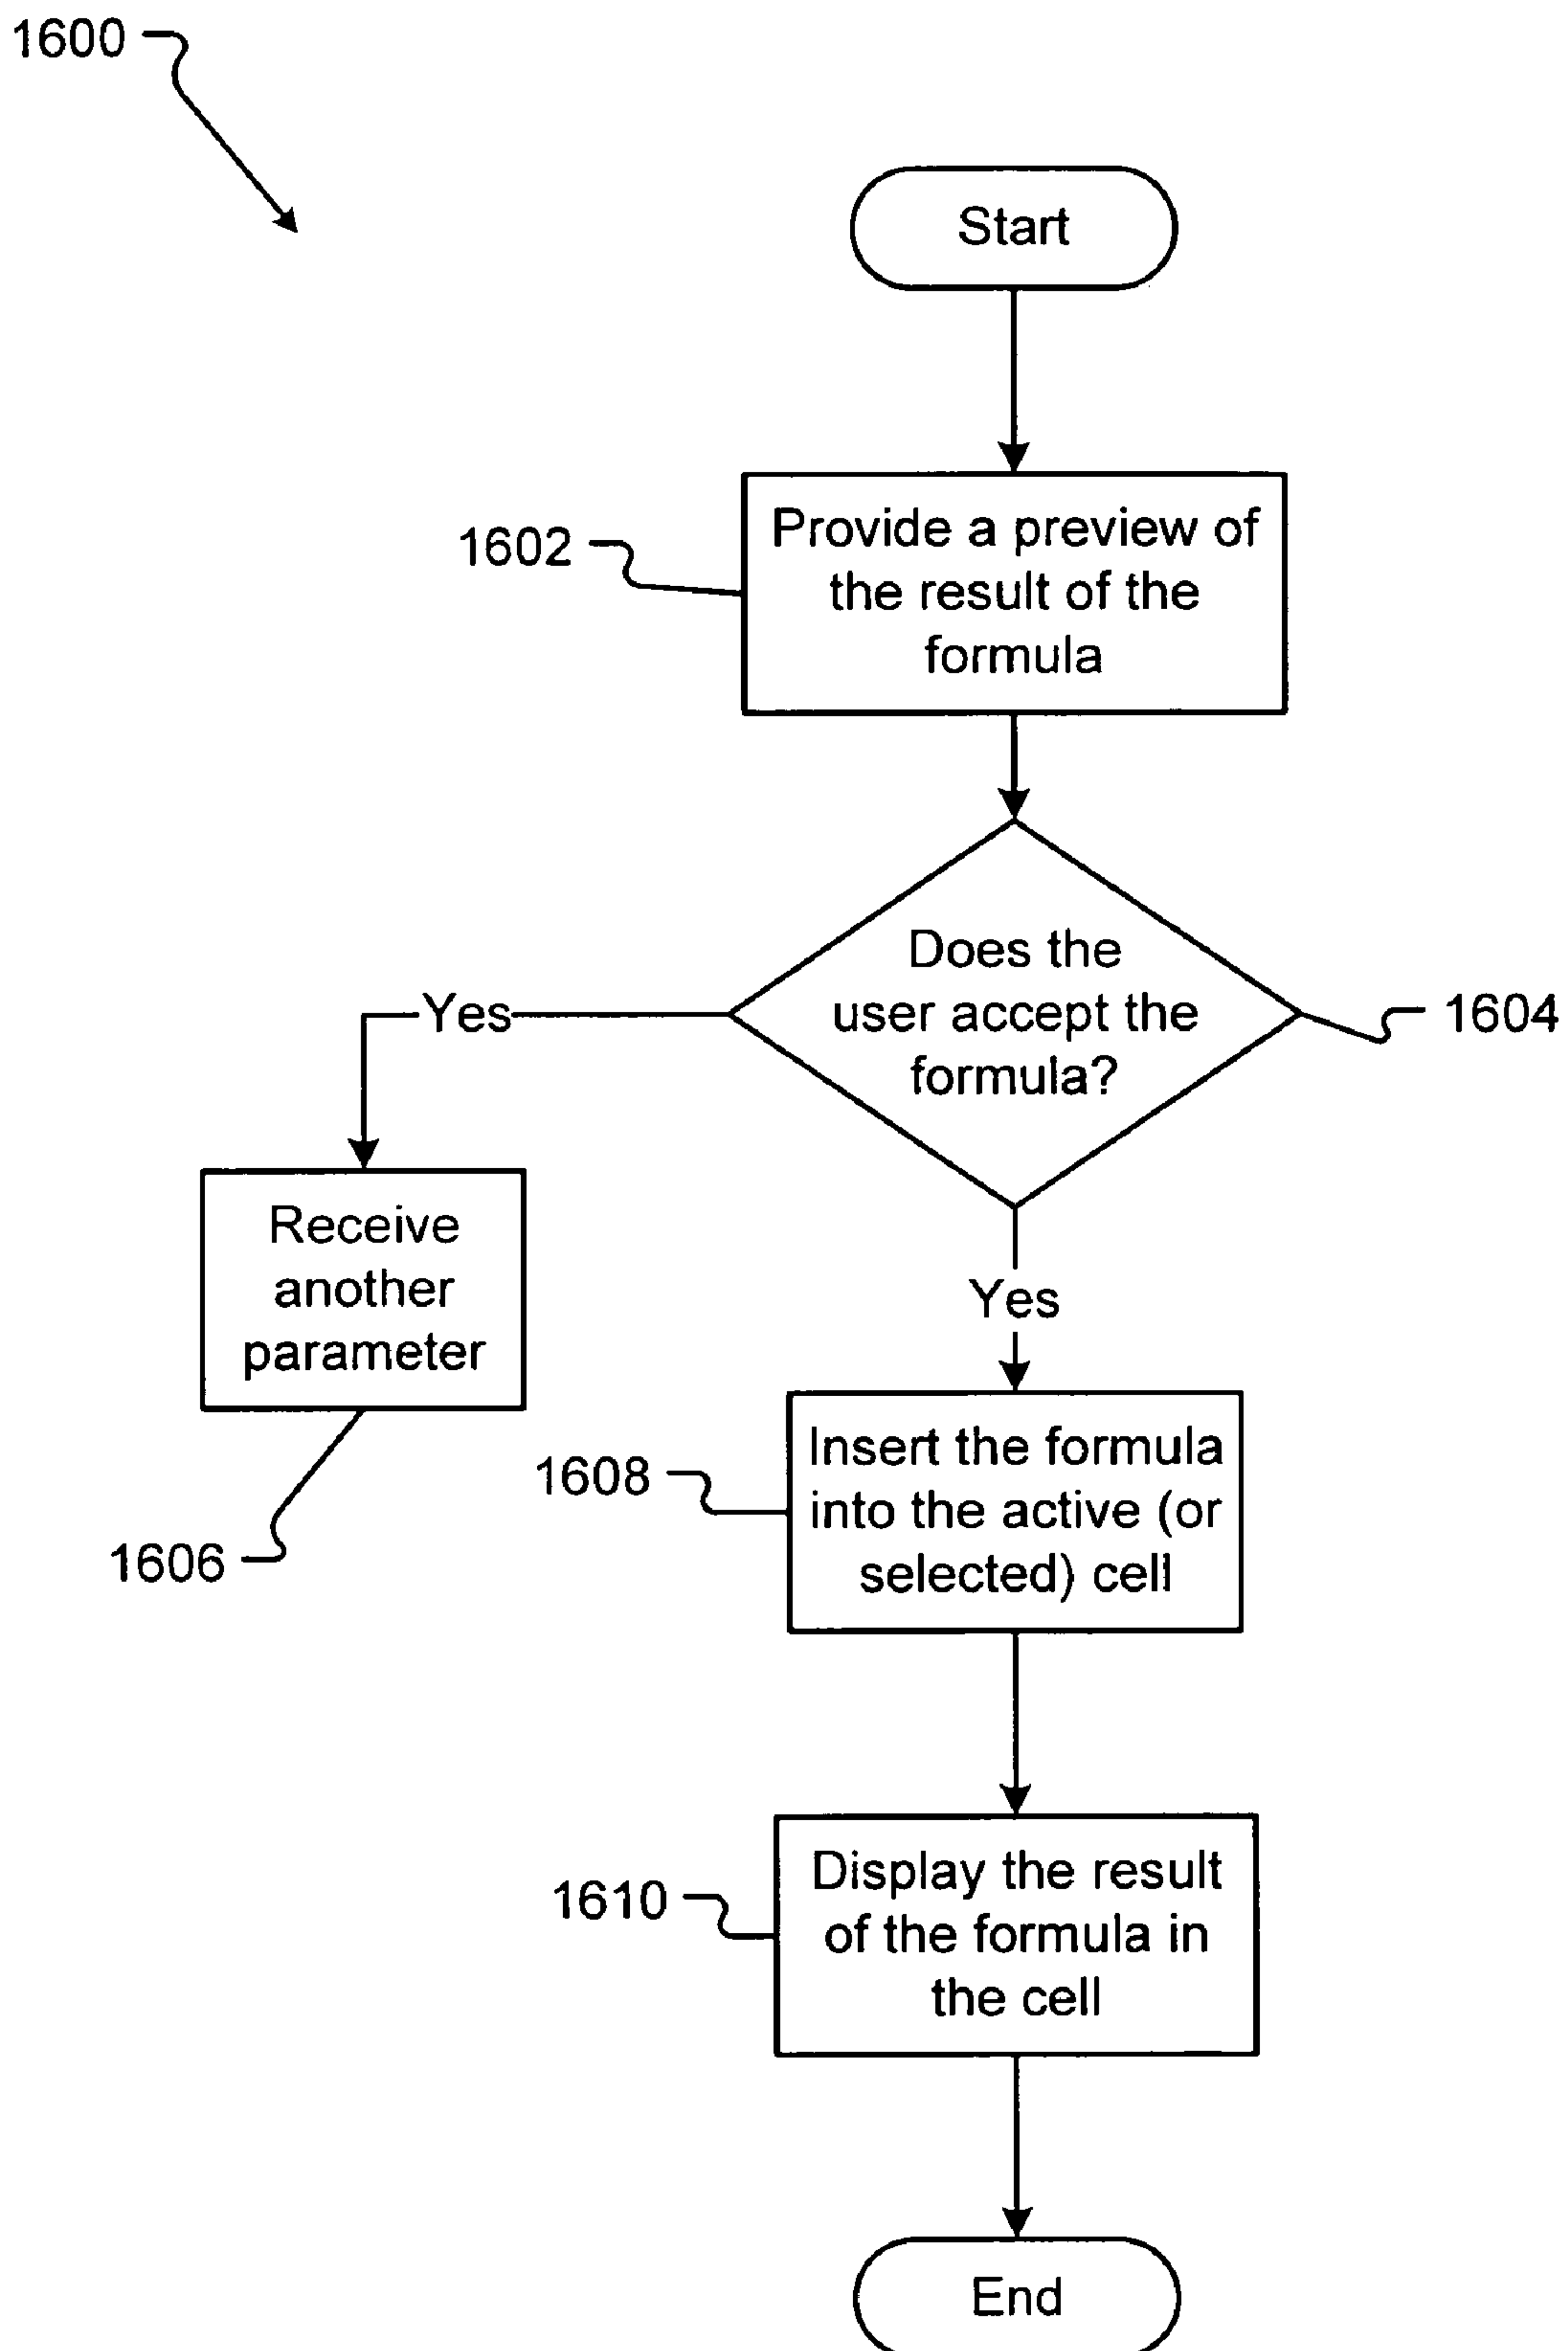 1600
Start
1602
Provide a preview of
the result of the
formula
Does the
user accept the
formula?
1604
Yes
Receive
another
parameter
1606
Yes
1608
Insert the formula
into the active (or
selected) cell
1610
Display the result
of the formula in
the cell
End